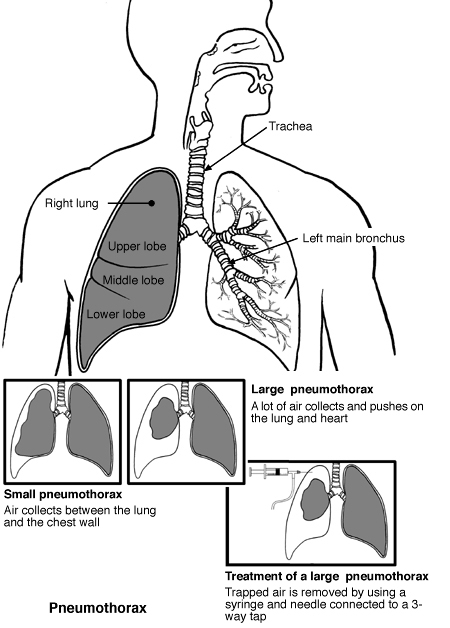 Trachea
Right lung
Left main bronchus
Upper lobe
Middle lobe
Lower lobe
Large pneumothorax
A lot of air collects and pushes on
the lung and heart
Small pneumothorax
Air collects between the lung
and the chest wall
Treatment of a large pneumothorax
Trapped air is removed by using a
syringe and needle connected to a 3-
way tap
Pneumothorax